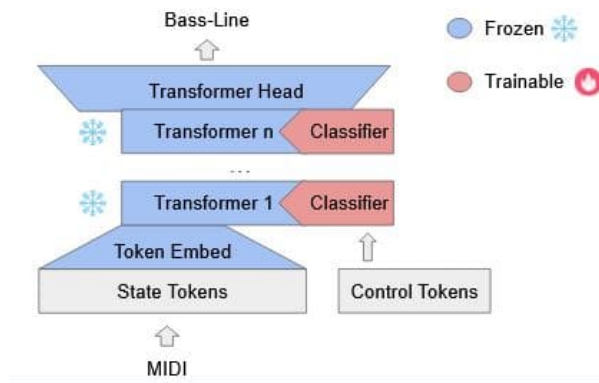 Bass-Line
Frozen
Trainable
Transformer Head
Transformer n
Classifier
...
Transformer 1
Classifier
Token Embed
State Tokens
Control Tokens
MIDI